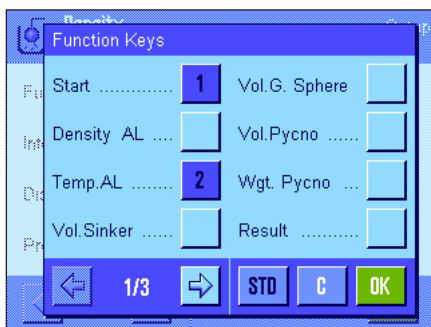 Density
Function Keys
Start .............. 1
Density AL ....
Temp.AL ........ 2
Vol.Sinker ......
Vol.G. Sphere
Vol.Pycno ......
Wgt. Pycno ...
Result ...........
1/3
STD
C
OK